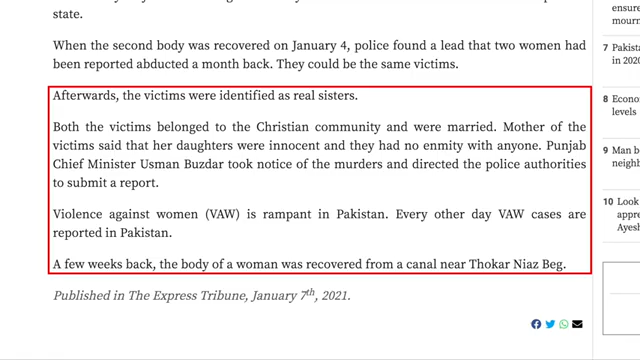 state.
When the second body was recovered on January 4, police found a lead that two women had
been reported abducted a month back. They could be the same victims.
Afterwards, the victims were identified as real sisters.
Both the victims belonged to the Christian community and were married. Mother of the
victims said that her daughters were innocent and they had no enmity with anyone. Punjab
Chief Minister Usman Buzdar took notice of the murders and directed the police authorities
to submit a report.
Violence against women (VAW) is rampant in Pakistan. Every other day VAW cases are
reported in Pakistan.
A few weeks back, the body of a woman was recovered from a canal near Thokar Niaz Beg.
Published in The Express Tribune, January 7th, 2021.
ensure
mourn
7 Pakista
in 2020
8 Econo
levels
9 Man b
neighb
10 Look
appre
Ayesh